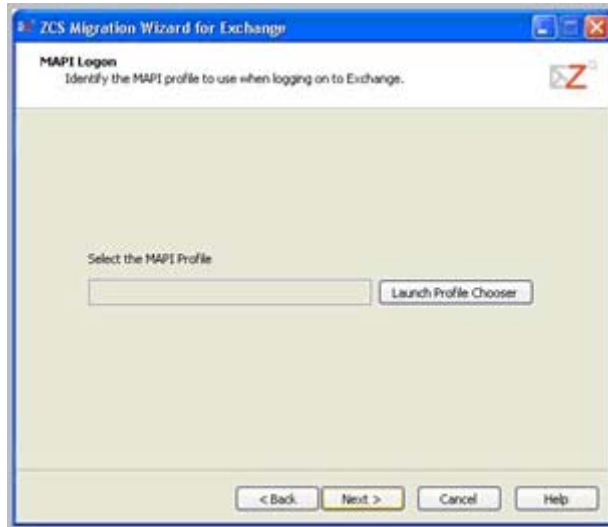 ZCS Migration Wizard for Exchange
MAPI Logon
Identify the MAPI profile to use when logging on to Exchange.
Z
Select the MAPI Profile
Launch Profile Chooser
< Back Next > Cancel Help